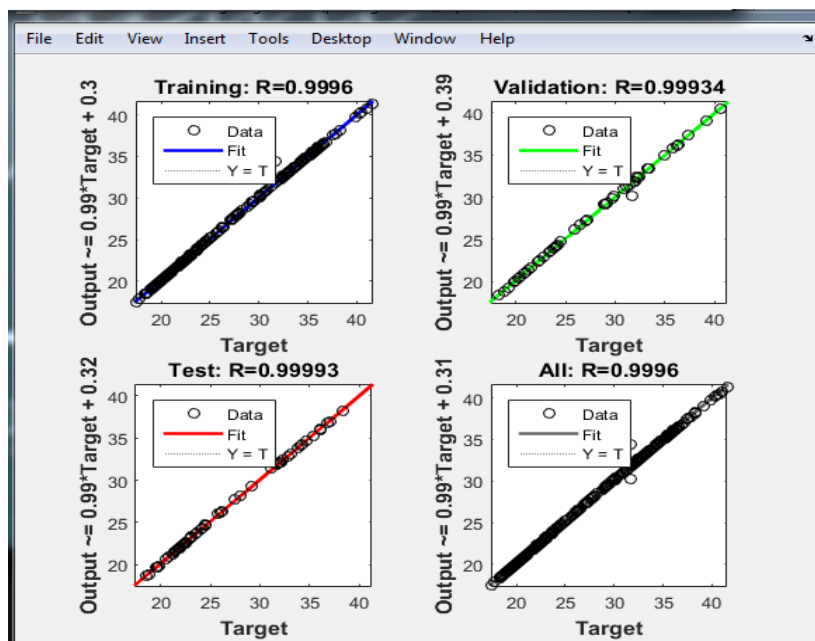 File Edit View Insert Tools Desktop Window Help
Training: R=0.9996
Output ~= 0.99*Target + 0.3
40
35
30
25
20
Data
Fit
Y = T
20 25 30 35 40
Target
Validation: R=0.99934
Output ~= 0.99*Target + 0.39
40
35
30
25
20
Data
Fit
Y = T
20 25 30 35 40
Target
Test: R=0.99993
Output ~= 0.99*Target + 0.32
40
35
30
25
20
Data
Fit
Y = T
20 25 30 35 40
Target
All: R=0.9996
Output ~= 0.99*Target + 0.31
40
35
30
25
20
Data
Fit
Y = T
20 25 30 35 40
Target